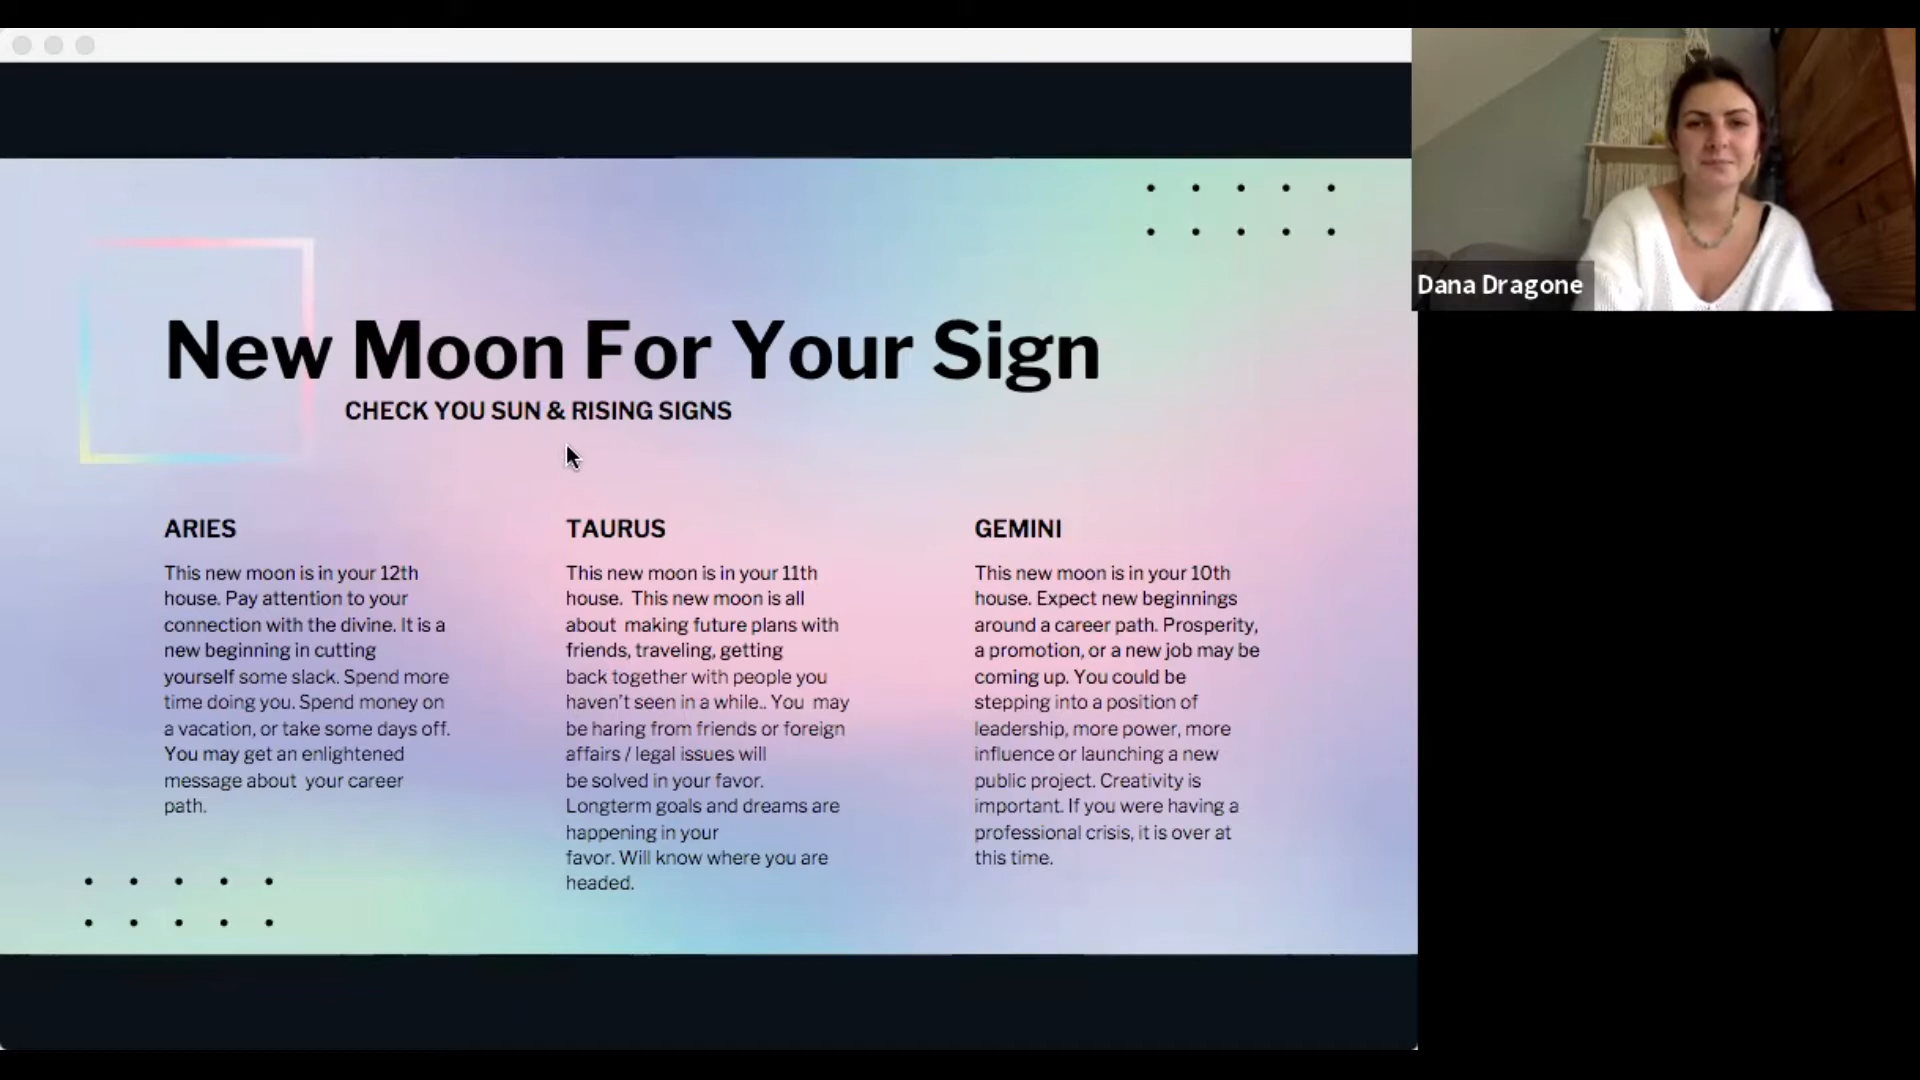 New Moon For Your Sign
CHECK YOU SUN & RISING SIGNS
ARIES
This new moon is in your 12th
house. Pay attention to your
connection with the divine. It is a
new beginning in cutting
yourself some slack. Spend more
time doing you. Spend money on
a vacation, or take some days off.
You may get an enlightened
message about  your career
path.
TAURUS
This new moon is in your 11th
house.  This new moon is all
about  making future plans with
friends, traveling, getting
back together with people you
haven't seen in a while.. You  may
be haring from friends or foreign
affairs / legal issues will
be solved in your favor.
Longterm goals and dreams are
happening in your
favor. Will know where you are
headed.
GEMINI
This new moon is in your 10th
house. Expect new beginnings
around a career path. Prosperity,
a promotion, or a new job may be
coming up. You could be
stepping into a position of
leadership, more power, more
influence or launching a new
public project. Creativity is
important. If you were having a
professional crisis, it is over at
this time.
Dana Dragone